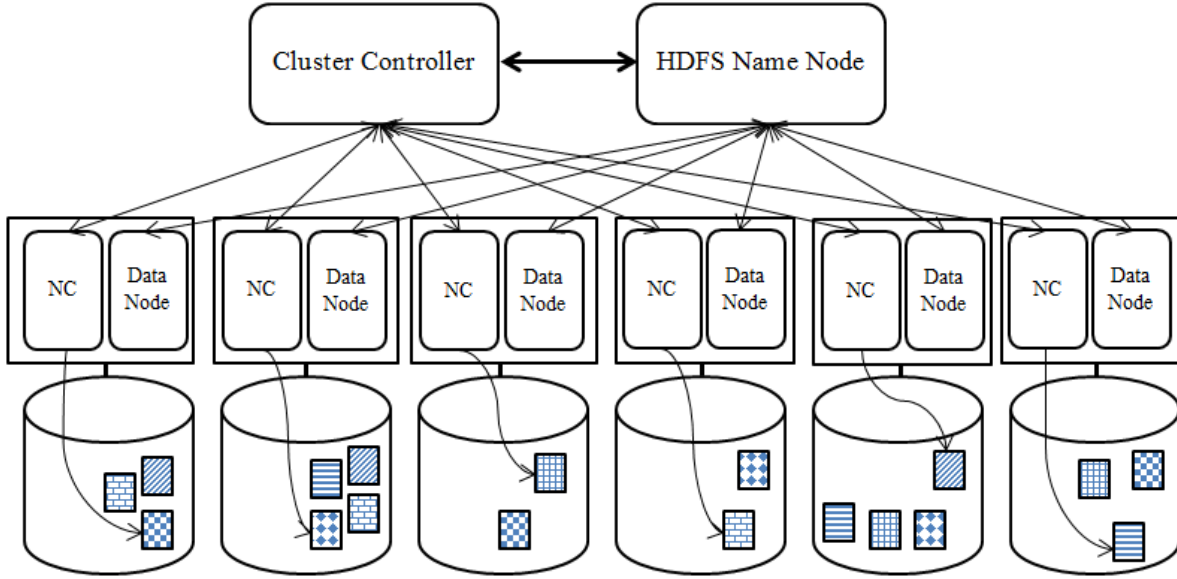 Cluster Controller
HDFS Name Node
NC
Data
Node
NC
Data
Node
NC
Data
Node
NC
Data
Node
NC
Data
Node
NC
Data
Node